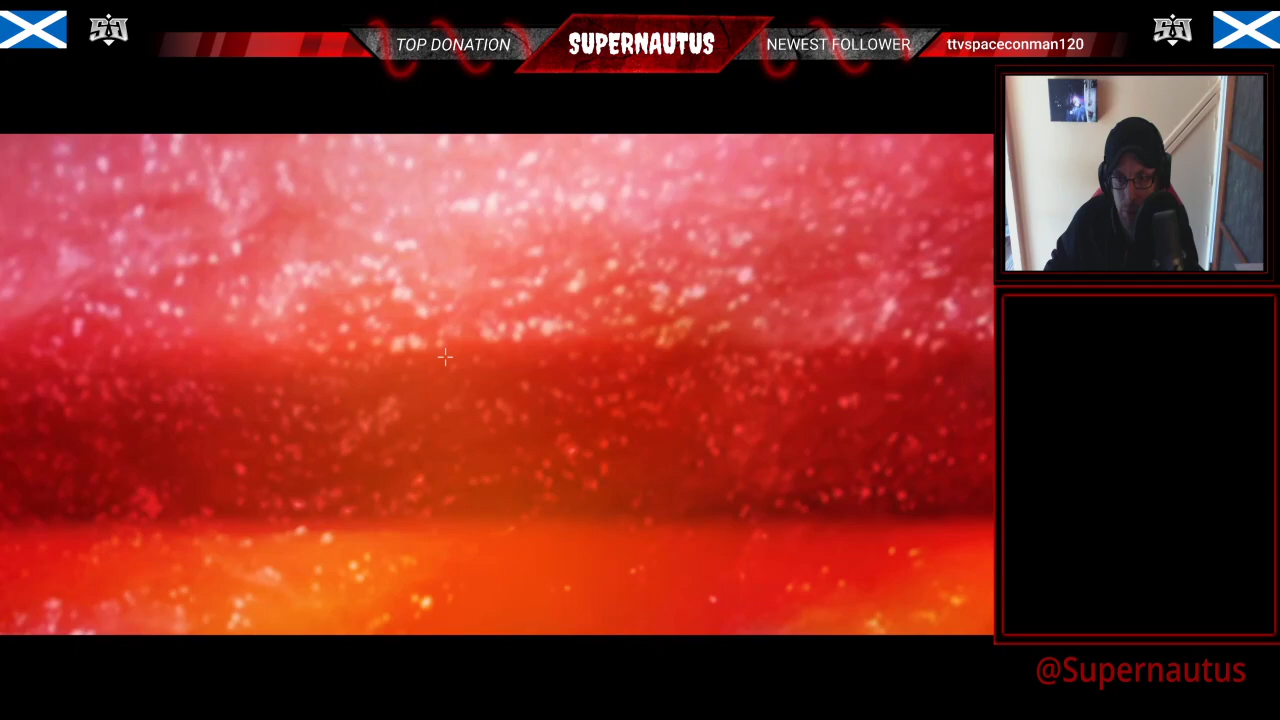 TOP DONATION
SUPERNAUTUS
NEWEST FOLLOWER
ttvspaceconman120
@Supernautus